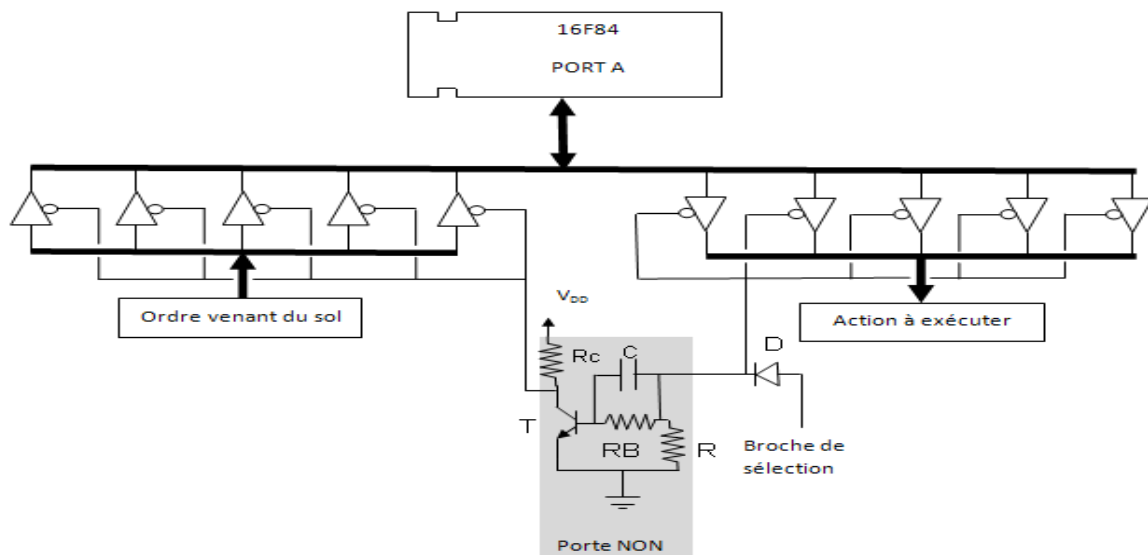 16F84
PORT A
Ordre venant du sol
Action à exécuter
VDD
Rc
C
D
T
RB
R
Broche de
sélection
Porte NON